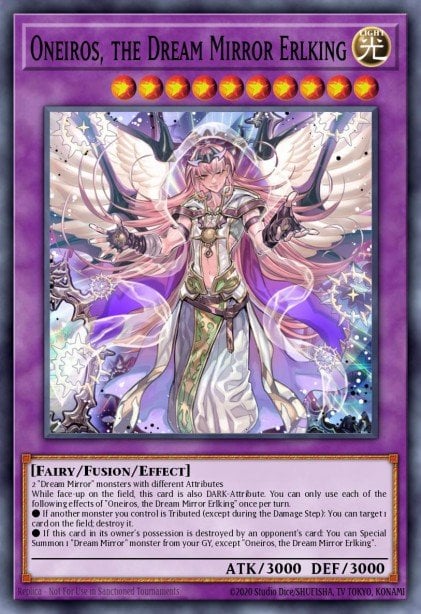 ONEIROS, THE DREAM MIRROR ERLKING
LIGHT
光
[FAIRY/FUSION/EFFECT]
2 "Dream Mirror" monsters with different Attributes
While face-up on the field, this card is also DARK-Attribute. You can only use each of the
following effects of "Oneiros, the Dream Mirror Erlking" once per turn.
● If another monster you control is Tributed (except during the Damage Step): You can target 1
card on the field; destroy it.
● If this card in its owner's possession is destroyed by an opponent's card: You can Special
Summon 1 "Dream Mirror" monster from your GY, except "Oneiros, the Dream Mirror Erlking".
ATK/3000 DEF/3000
Replica - Not For Use in Sanctioned Tournaments
©2020 Studio Dice/SHUEISHA, TV TOKYO, KONAMI